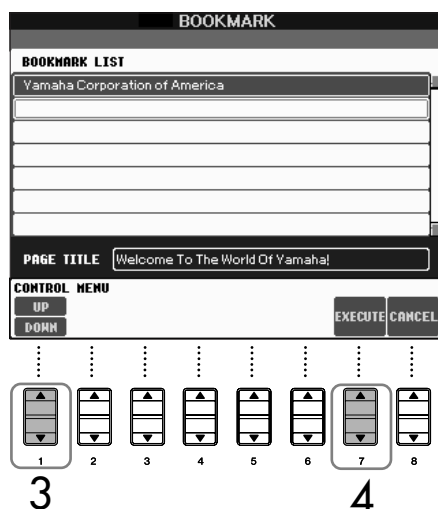 BOOKMARK
BOOKMARK LIST
Yamaha Corporation of America
PAGE TITLE Welcome To The World Of Yamaha!
CONTROL MENU
UP
DOWN
EXECUTE CANCEL
1 2 3 4 5 6 7 8
3 4